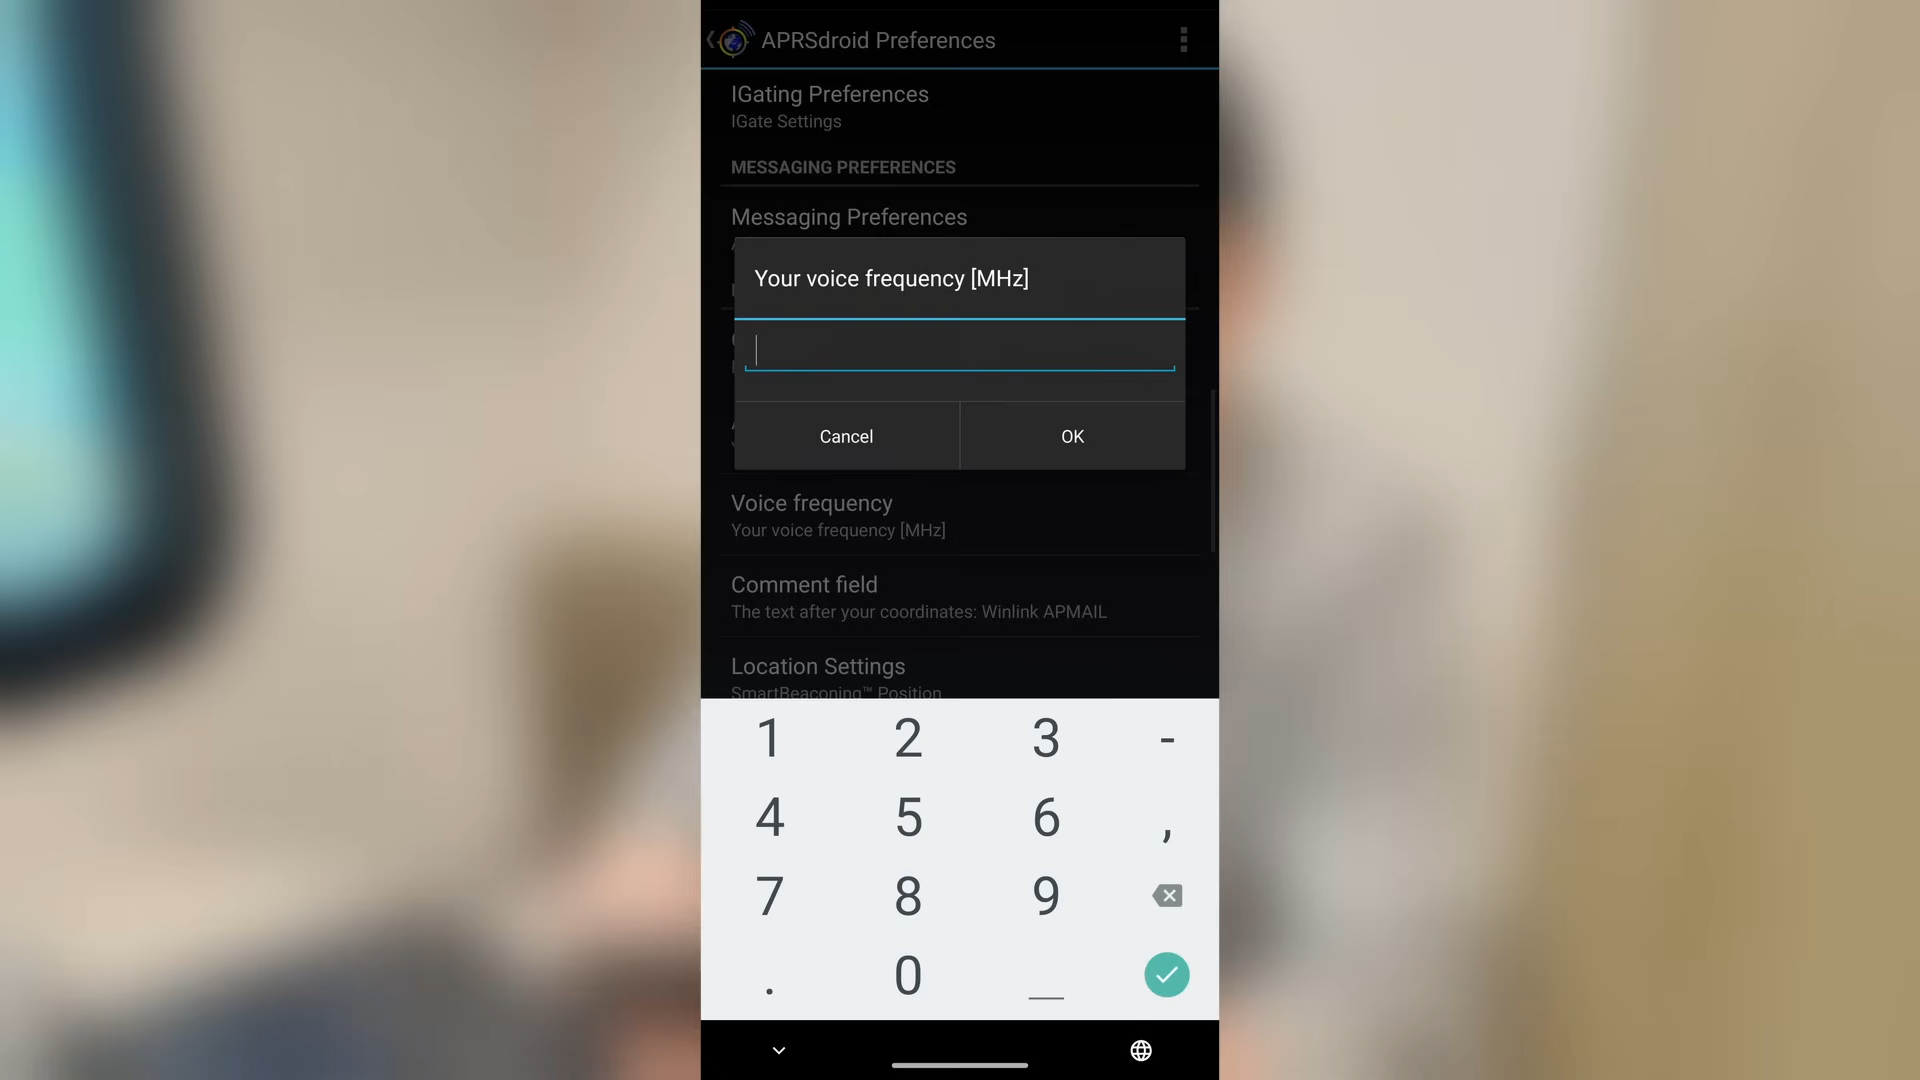 APRSdroid Preferences
IGating Preferences
IGate Settings
MESSAGING PREFERENCES
Messaging Preferences
Your voice frequency [MHz]
Cancel
OK
Voice frequency
Your voice frequency [MHz]
Comment field
The text after your coordinates: Winlink APMAIL
Location Settings
SmartBeaconing™ Position
1 2 3 -
4 5 6 ,
7 8 9
. 0